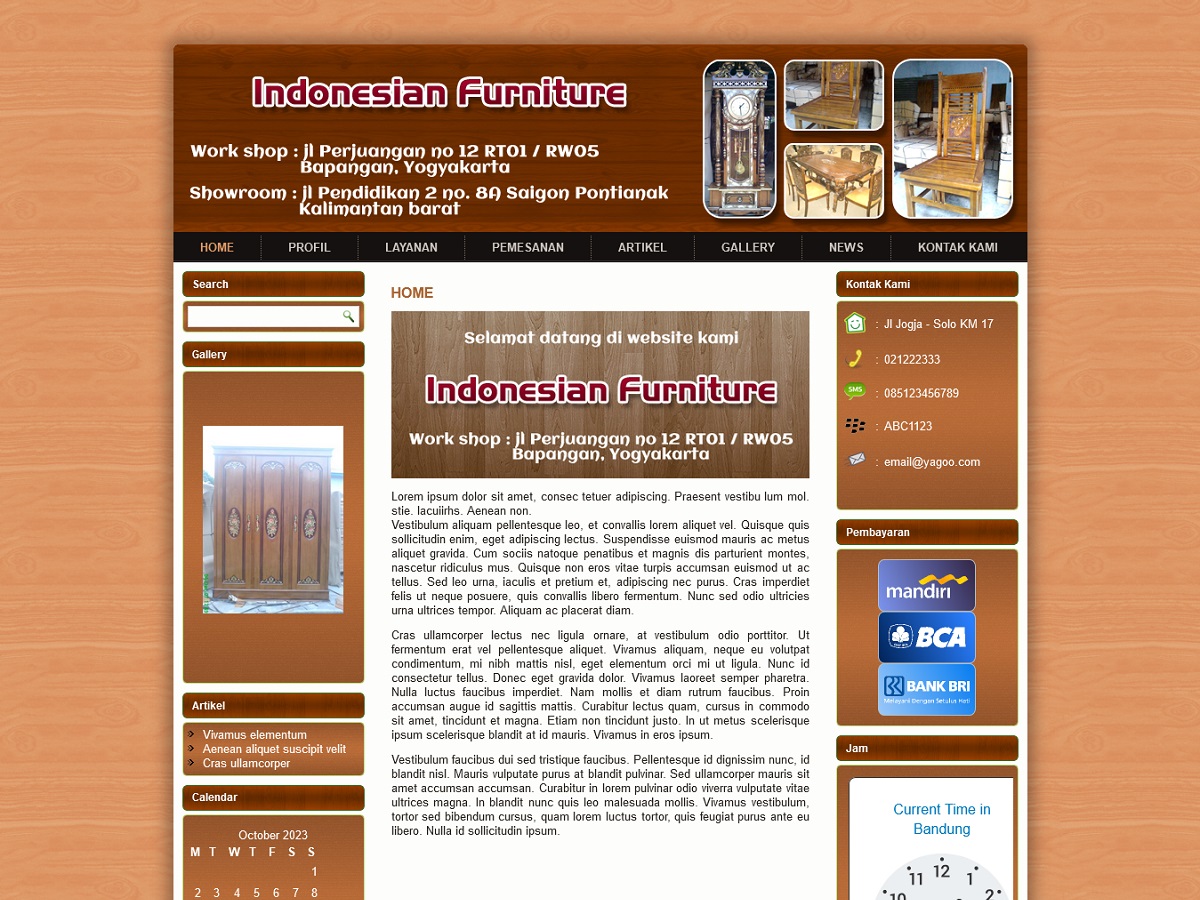 Indonesian Furniture
Work shop : jl Perjuangan no 12 RT01 / RW05
Bapangan, Yogyakarta
Showroom : jl Pendidikan 2 no. 8A Saigon Pontianak
Kalimantan barat
HOME PROFIL LAYANAN PEMESANAN ARTIKEL GALLERY NEWS KONTAK KAMI
Search
Gallery
Artikel
Vivamus elementum
Aenean aliquet suscipit velit
Cras ullamcorper
Calendar
October 2023
M T W T F S S
1
2 3 4 5 6 7 8
HOME
Selamat datang di website kami
Indonesian Furniture
Work shop : jl Perjuangan no 12 RT01 / RW05
Bapangan, Yogyakarta
Lorem ipsum dolor sit amet, consec tetuer adipiscing. Praesent vestibu lum mol.
stie. lacuiirhs. Aenean non.
Vestibulum aliquam pellentesque leo, et convallis lorem aliquet vel. Quisque quis
sollicitudin enim, eget adipiscing lectus. Suspendisse euismod mauris ac metus
aliquet gravida. Cum sociis natoque penatibus et magnis dis parturient montes,
nascetur ridiculus mus. Quisque non eros vitae turpis accumsan euismod ut ac
tellus. Sed leo urna, iaculis et pretium et, adipiscing nec purus. Cras imperdiet
felis ut neque posuere, quis convallis libero fermentum. Nunc sed odio ultricies
urna ultrices tempor. Aliquam ac placerat diam.
Cras ullamcorper lectus nec ligula ornare, at vestibulum odio porttitor. Ut
fermentum erat vel pellentesque aliquet. Vivamus aliquam, neque eu volutpat
condimentum, mi nibh mattis nisl, eget elementum orci mi ut ligula. Nunc id
consectetur tellus. Donec eget gravida dolor. Vivamus laoreet semper pharetra.
Nulla luctus faucibus imperdiet. Nam mollis et diam rutrum faucibus. Proin
accumsan augue id sagittis mattis. Curabitur lectus quam, cursus in commodo
sit amet, tincidunt et magna. Etiam non tincidunt justo. In ut metus scelerisque
ipsum scelerisque blandit at id mauris. Vivamus in eros ipsum.
Vestibulum faucibus dui sed tristique faucibus. Pellentesque id dignissim nunc, id
blandit nisl. Mauris vulputate purus at blandit pulvinar. Sed ullamcorper mauris sit
amet accumsan accumsan. Curabitur in lorem pulvinar odio viverra vulputate vitae
ultrices magna. In blandit nunc quis leo malesuada mollis. Vivamus vestibulum,
tortor sed bibendum cursus, quam lorem luctus tortor, quis feugiat purus ante eu
libero. Nulla id sollicitudin ipsum.
Kontak Kami
: Jl Jogja - Solo KM 17
: 021222333
SMS : 085123456789
: ABC1123
: email@yagoo.com
Pembayaran
mandiri
BCA
BANK BRI
Melayani Dengan Setulus Hati
Jam
Current Time in
Bandung
11 12 1
10 2